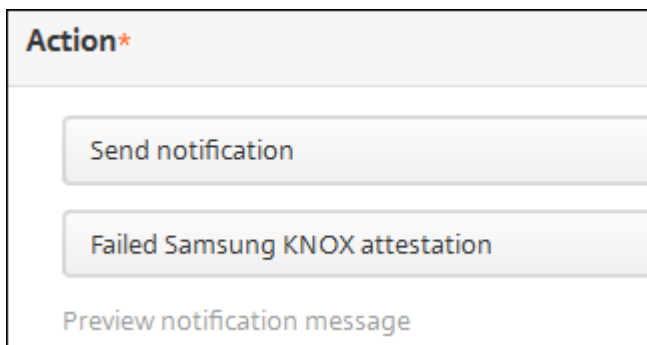 Action*
Send notification
Failed Samsung KNOX attestation
Preview notification message